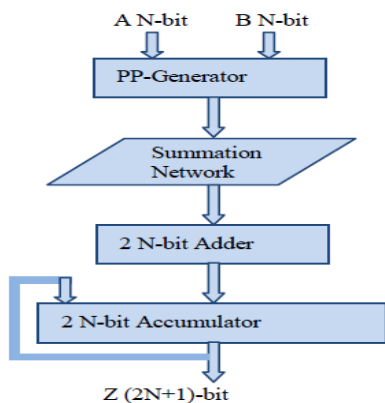 A N-bit B N-bit
PP-Generator
Summation
Network
2 N-bit Adder
2 N-bit Accumulator
Z (2N+1)-bit